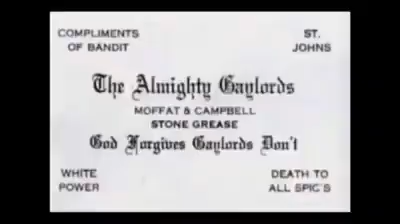 COMPLIMENTS
OF BANDIT
ST.
JOHNS
The Almighty Gaylords
MOFFAT & CAMPBELL
STONE GREASE
God Forgives Gaylords Don't
WHITE
POWER
DEATH TO
ALL SPIC'S